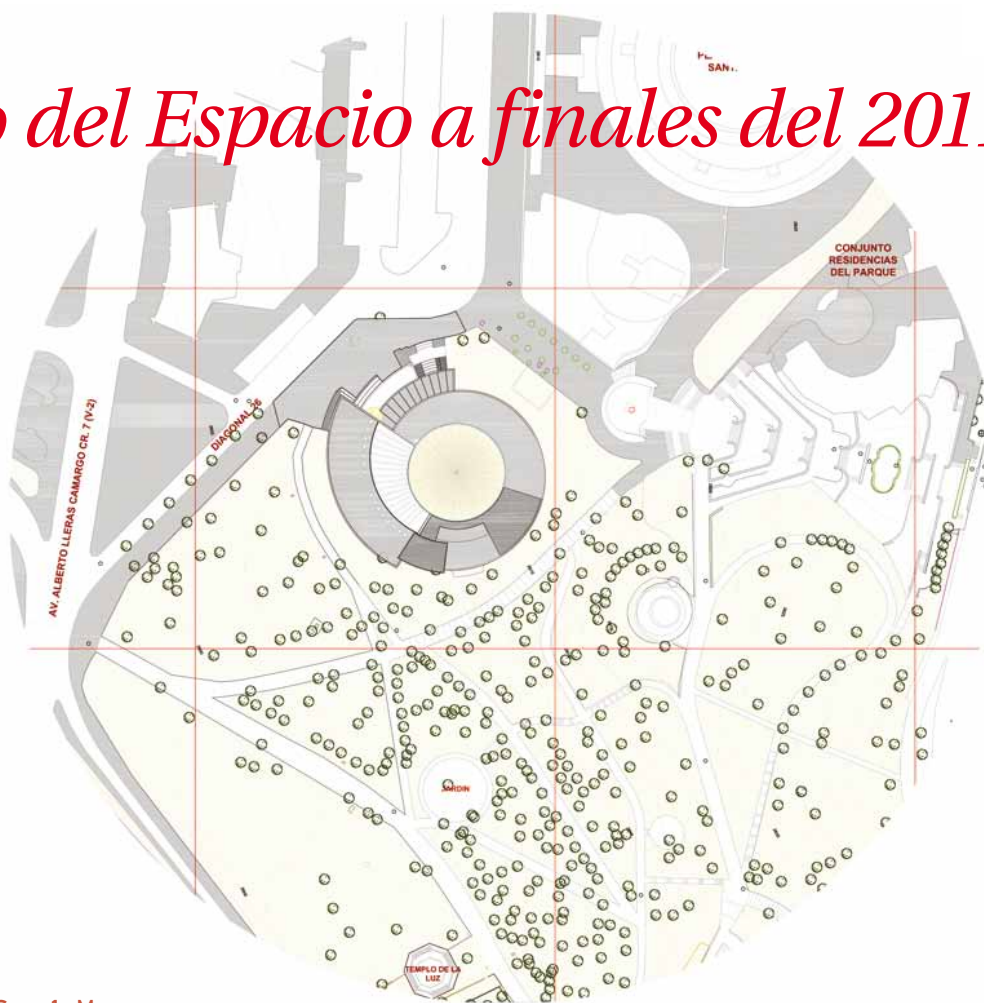 del Espacio a finales del 201
SAN
CONJUNTO
RESIDENCIAS
DEL PARQUE
DIAGONAL 26
AV. ALBERTO LLERAS CAMARGO CR. 7 (V-2)
JARDIN
TEMPLO DE LA
LUZ